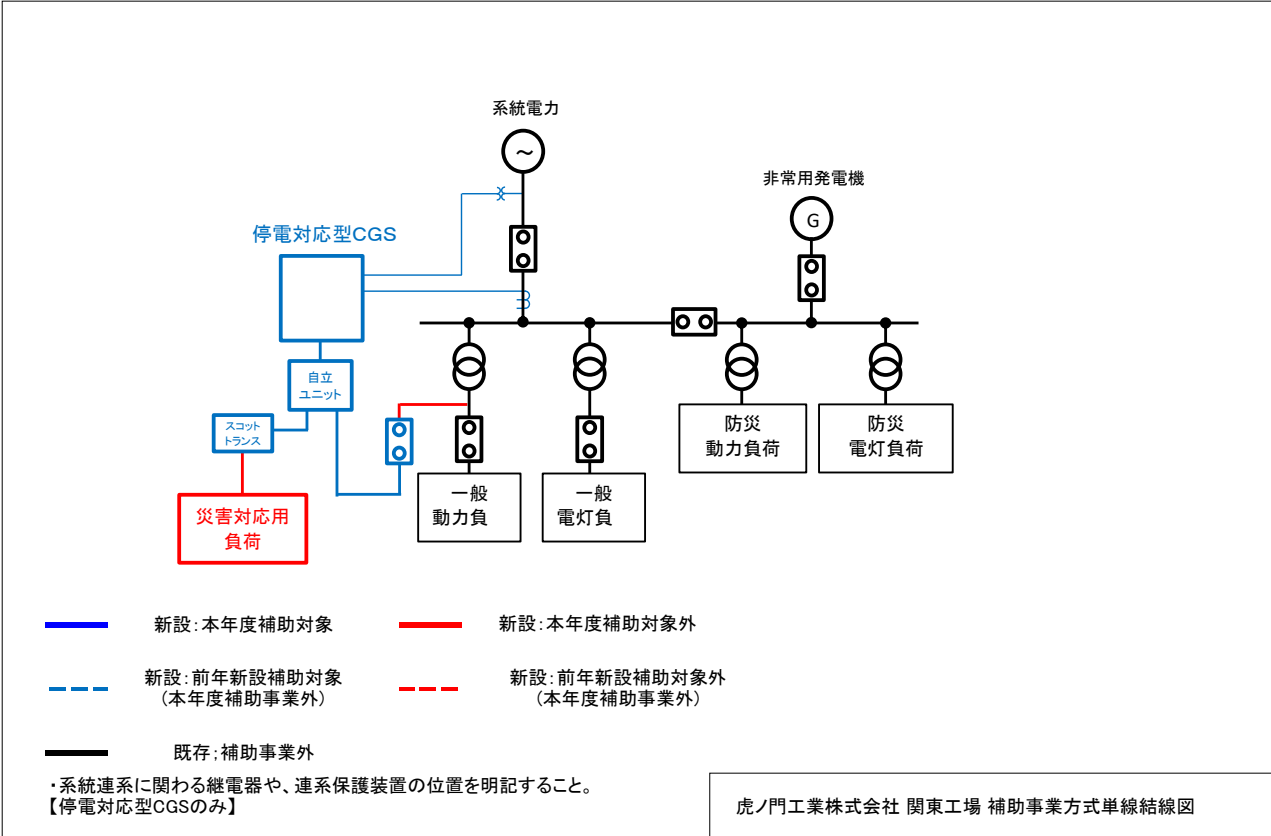 系統電力
～
非常用発電機
G
停電対応型CGS
自立
ユニット
スコット
トランス
災害対応用
負荷
一般
動力負
一般
電灯負
防災
動力負荷
防災
電灯負荷
新設：本年度補助対象
新設：本年度補助対象外
新設：前年新設補助対象
（本年度補助事業外）
新設：前年新設補助対象外
（本年度補助事業外）
既存；補助事業外
・系統連系に関わる継電器や、連系保護装置の位置を明記すること。
【停電対応型CGSのみ】
虎ノ門工業株式会社 関東工場 補助事業方式単線結線図